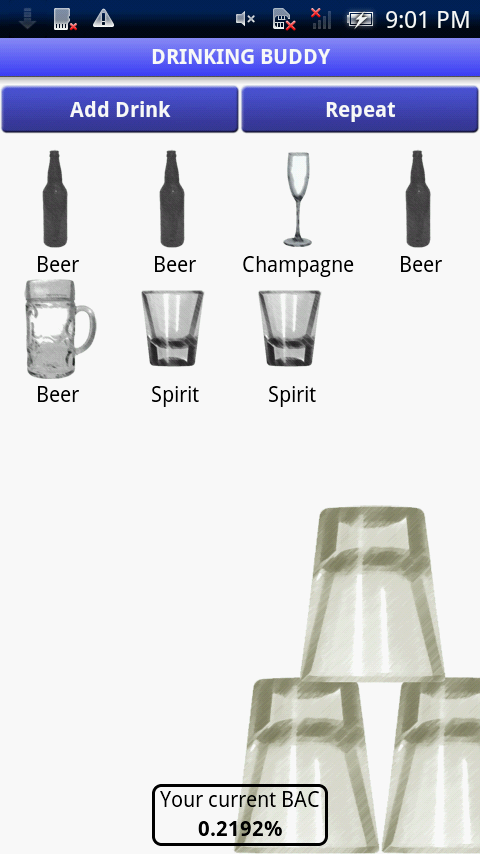 9:01 PM
DRINKING BUDDY
Add Drink
Repeat
Beer
Beer
Champagne
Beer
Beer
Spirit
Spirit
Your current BAC
0.2192%